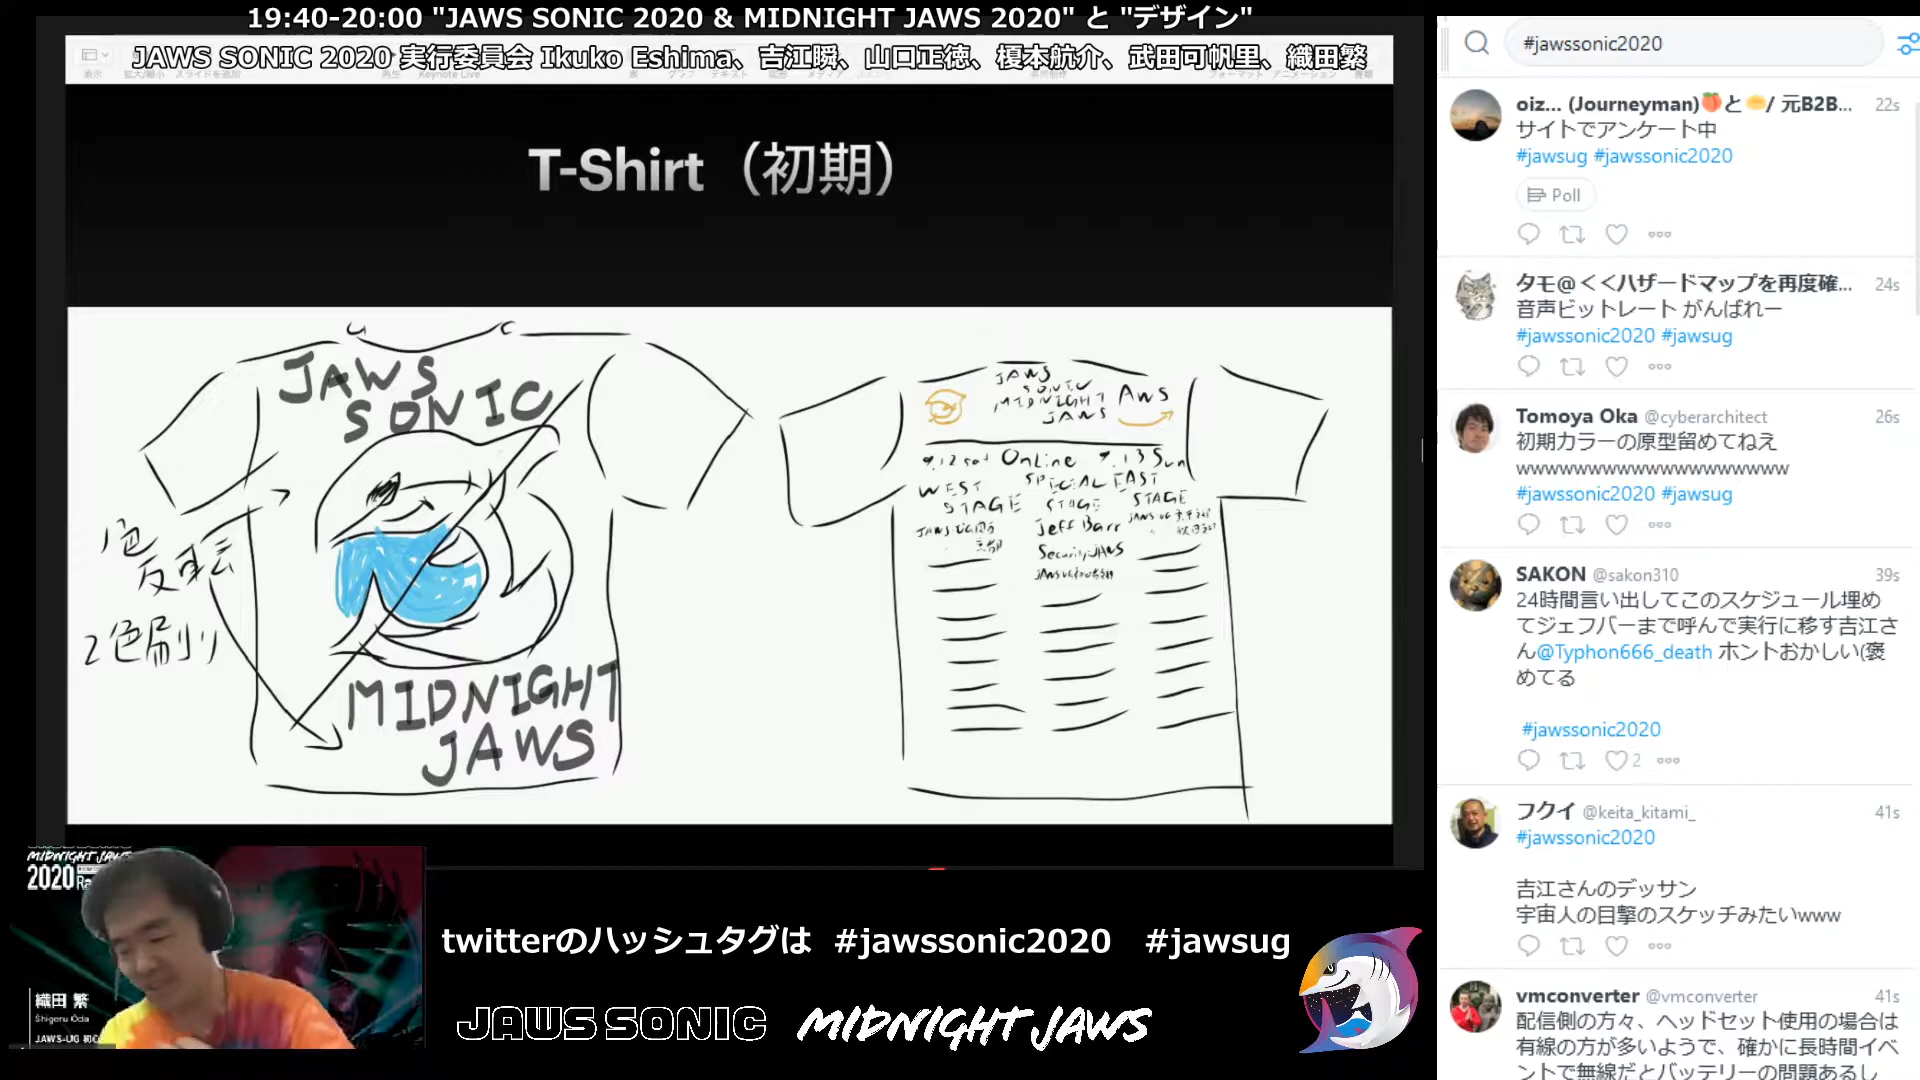 19:40-20:00 "JAWS SONIC 2020 & MIDNIGHT JAWS 2020" と "デザイン"
JAWS SONIC 2020 実行委員会 Ikuko Eshima、吉江瞬、山口正徳、榎本航介、武田可帆里、織田繁
T-Shirt（初期）
JAWS
SONIC
1色
反転
2色刷り
MIDNIGHT
JAWS
JAWS
SONIC
MIDNIGHT
JAWS
AWS
9.12 sat Online 9.13 Sun
WEST
STAGE
SPECIAL
STAGE
EAST
STAGE
Jeff Barr
Security JAWS
MIDNIGHT JAWS
2020
織田 繁
Shigeru Oda
JAWS-UG 初心
twitterのハッシュタグは #jawssonic2020 #jawsug
JAWS SONIC MIDNIGHT JAWS
#jawssonic2020
oiz... (Journeyman)🍑と🫓/ 元B2B... 22s
サイトでアンケート中
#jawsug #jawssonic2020
Poll
タモ@＜＜ハザードマップを再度確... 24s
音声ビットレート がんばれー
#jawssonic2020 #jawsug
Tomoya Oka @cyberarchitect 26s
初期カラーの原型留めてねえ
wwwwwwwwwwwwwwwwwww
#jawssonic2020 #jawsug
SAKON @sakon310 39s
24時間言い出してこのスケジュール埋め
てジェフバーまで呼んで実行に移す吉江さ
ん@Typhon666_death ホントおかしい(褒
めてる
#jawssonic2020
2
フクイ @keita_kitami_ 41s
#jawssonic2020
吉江さんのデッサン
宇宙人の目撃のスケッチみたいwww
vmconverter @vmconverter 41s
配信側の方々、ヘッドセット使用の場合は
有線の方が多いようで、確かに長時間イベ
ントで無線だとバッテリーの問題あるし